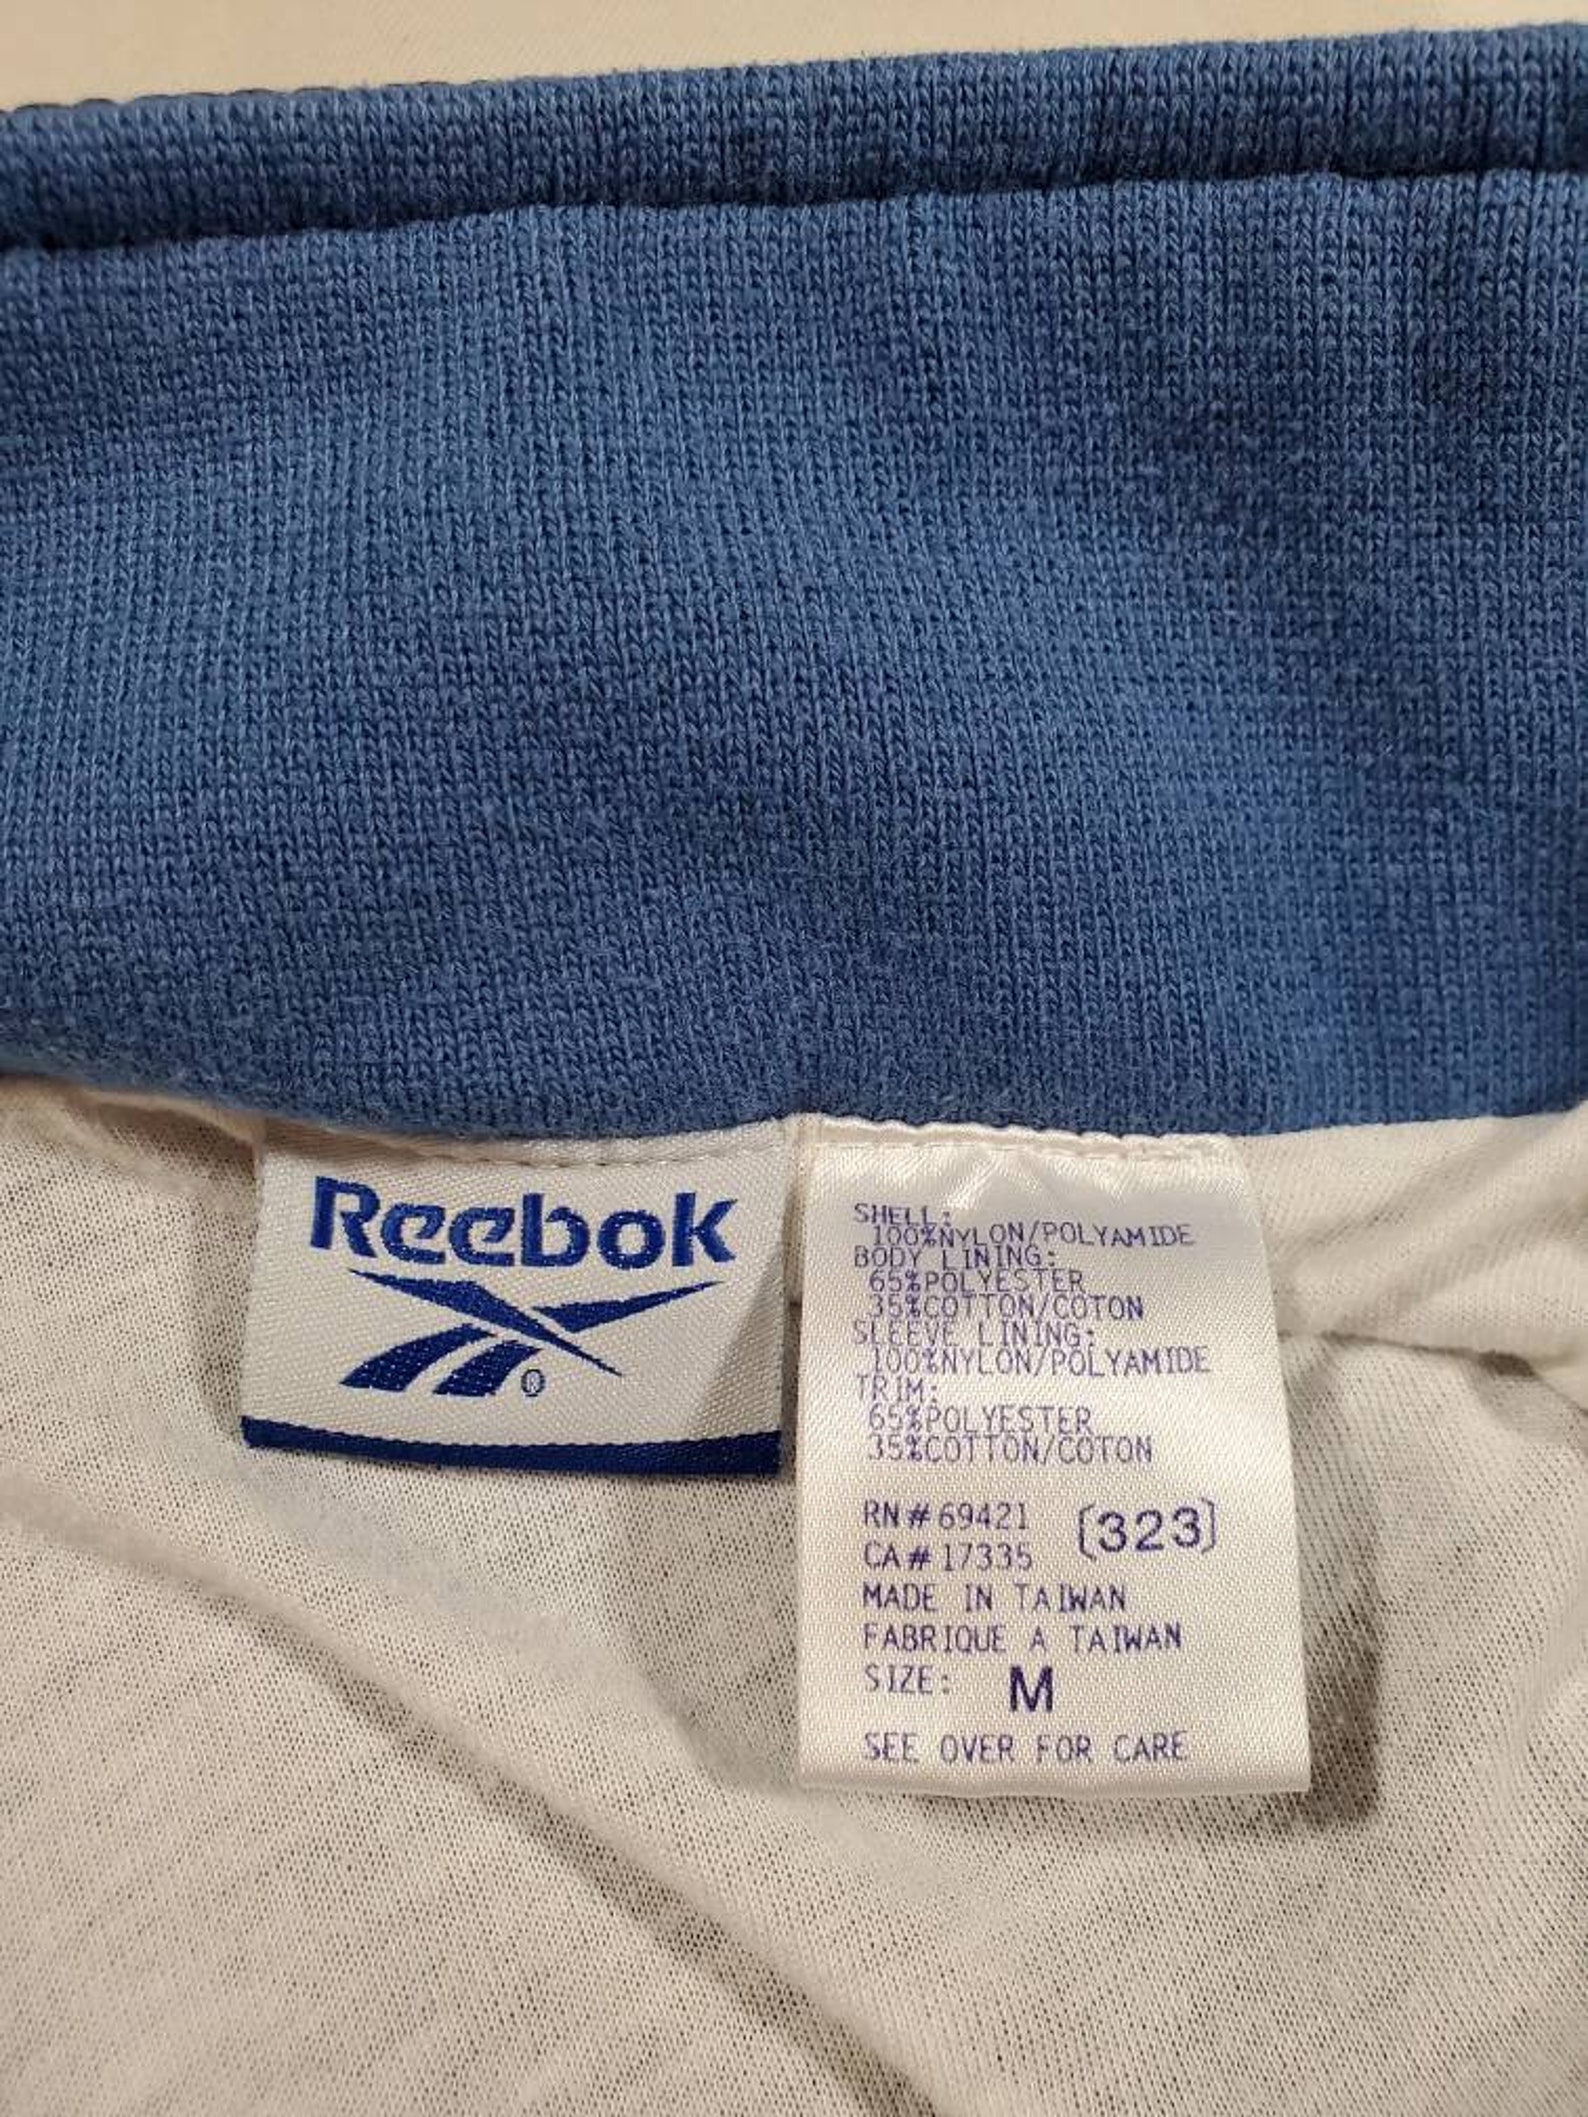 Reebok
®
SHELL:
100%NYLON/POLYAMIDE
BODY LINING:
65%POLYESTER
35%COTTON/COTON
SLEEVE LINING:
100%NYLON/POLYAMIDE
TRIM:
65%POLYESTER
35%COTTON/COTON
RN#69421 [323]
CA#17335
MADE IN TAIWAN
FABRIQUE A TAIWAN
SIZE: M
SEE OVER FOR CARE